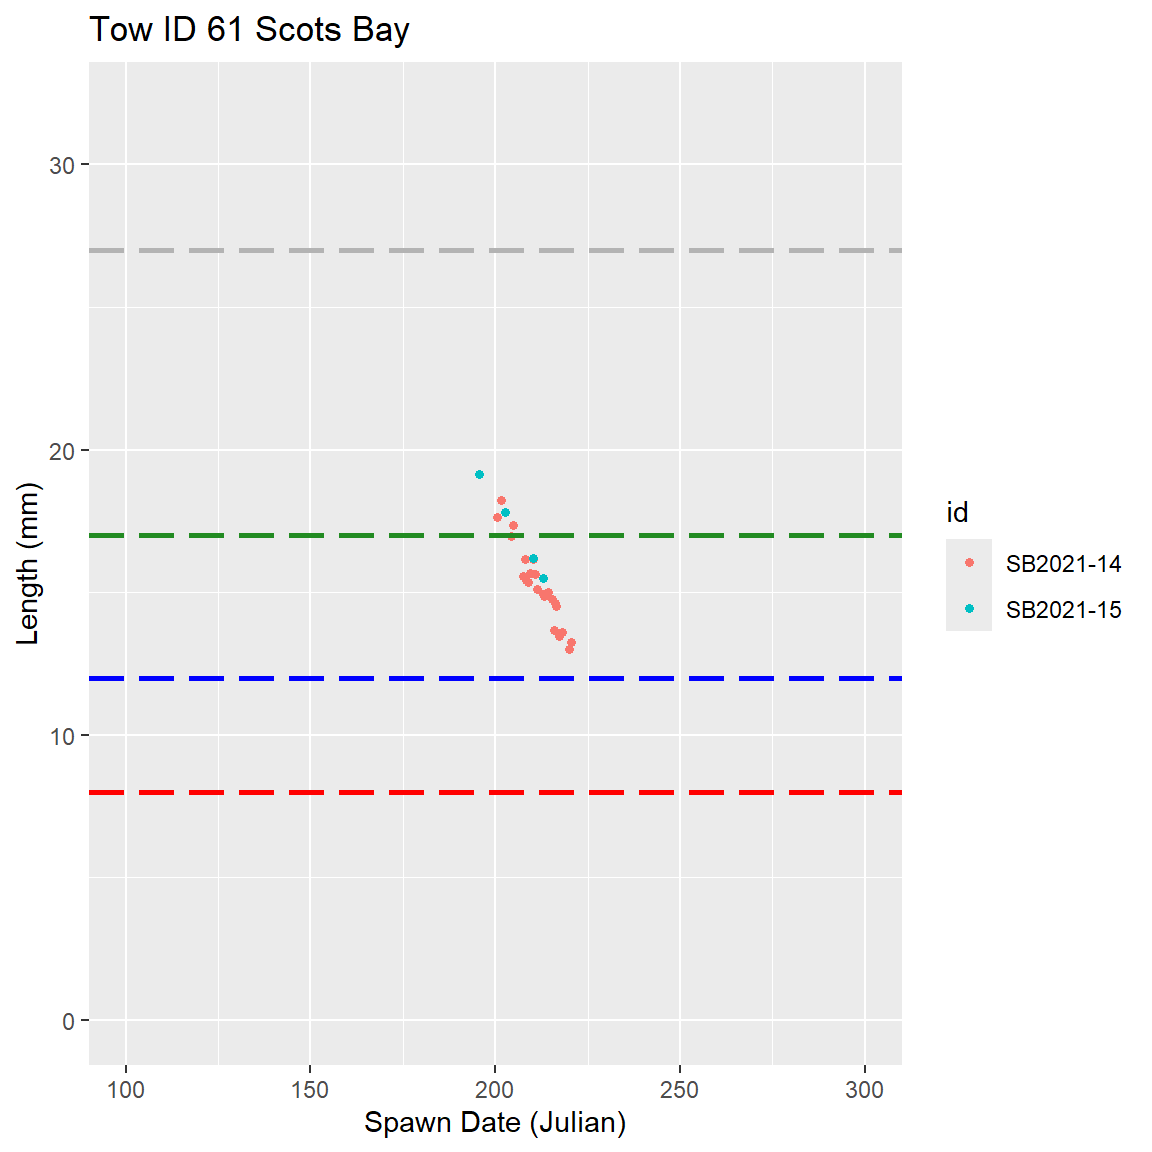 Tow ID 61 Scots Bay
Length (mm)
30
20
10
0
100 150 200 250 300
Spawn Date (Julian)
id
SB2021-14
SB2021-15